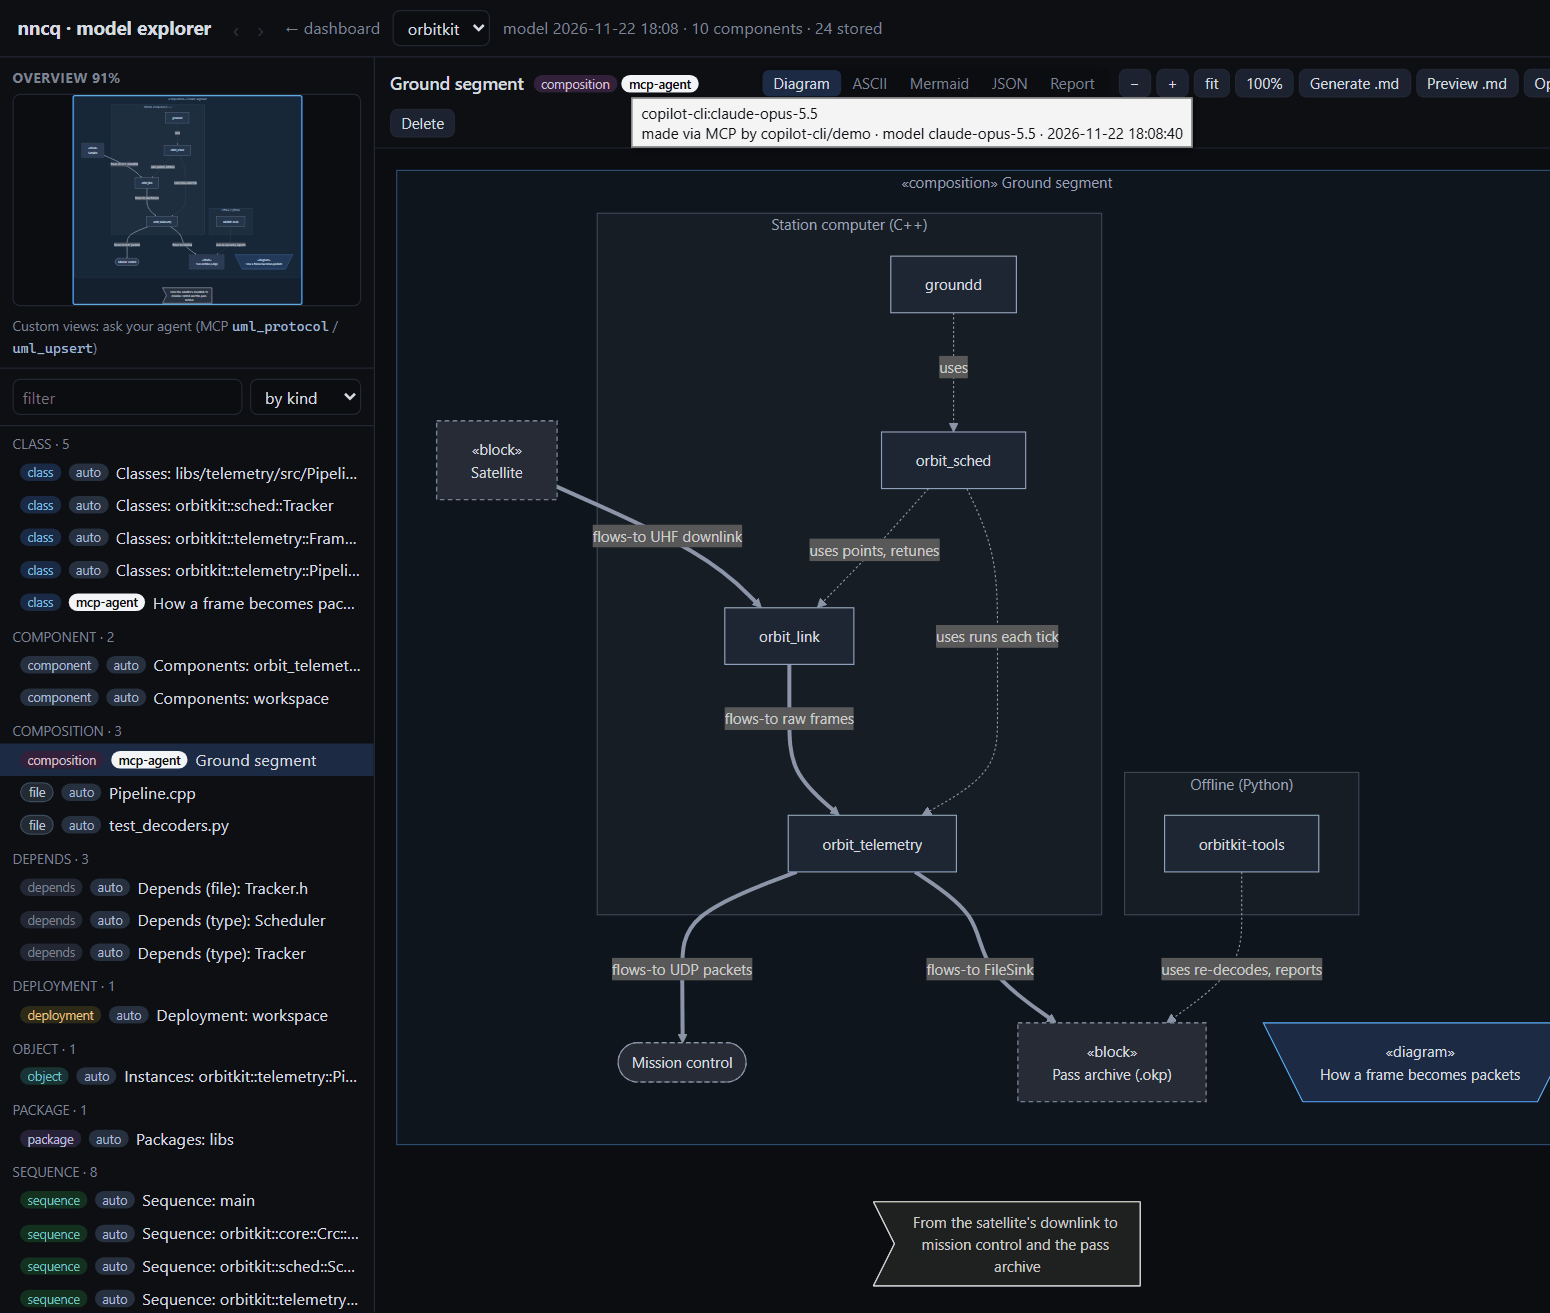 nncq · model explorer
‹ ›
← dashboard
orbitkit
model 2026-11-22 18:08 · 10 components · 24 stored
OVERVIEW 91%
Custom views: ask your agent (MCP uml_protocol /
uml_upsert)
filter
by kind
CLASS · 5
class auto Classes: libs/telemetry/src/Pipeli...
class auto Classes: orbitkit::sched::Tracker
class auto Classes: orbitkit::telemetry::Fram...
class auto Classes: orbitkit::telemetry::Pipeli...
class mcp-agent How a frame becomes pac...
COMPONENT · 2
component auto Components: orbit_telemet...
component auto Components: workspace
COMPOSITION · 3
composition mcp-agent Ground segment
file auto Pipeline.cpp
file auto test_decoders.py
DEPENDS · 3
depends auto Depends (file): Tracker.h
depends auto Depends (type): Scheduler
depends auto Depends (type): Tracker
DEPLOYMENT · 1
deployment auto Deployment: workspace
OBJECT · 1
object auto Instances: orbitkit::telemetry::Pi...
PACKAGE · 1
package auto Packages: libs
SEQUENCE · 8
sequence auto Sequence: main
sequence auto Sequence: orbitkit::core::Crc::...
sequence auto Sequence: orbitkit::sched::Sc...
sequence auto Sequence: orbitkit::telemetry...
Ground segment composition mcp-agent
Diagram ASCII Mermaid JSON Report − + fit 100% Generate .md Preview .md Op
Delete
copilot-cli:claude-opus-5.5
made via MCP by copilot-cli/demo · model claude-opus-5.5 · 2026-11-22 18:08:40
«composition» Ground segment
Station computer (C++)
groundd
uses
«block»
Satellite
orbit_sched
flows-to UHF downlink
uses points, retunes
orbit_link
uses runs each tick
flows-to raw frames
Offline (Python)
orbit_telemetry
orbitkit-tools
flows-to UDP packets
flows-to FileSink
uses re-decodes, reports
Mission control
«block»
Pass archive (.okp)
«diagram»
How a frame becomes packets
From the satellite's downlink to
mission control and the pass
archive